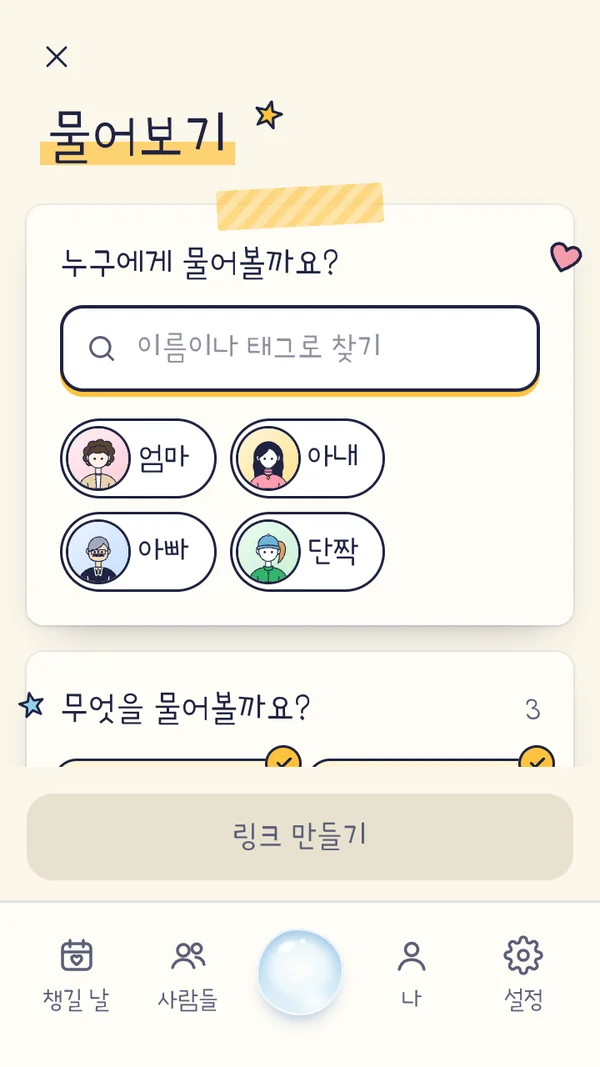 물어보기
누구에게 물어볼까요?
이름이나 태그로 찾기
엄마
아내
아빠
단짝
무엇을 물어볼까요?
3
링크 만들기
챙길 날
사람들
나
설정